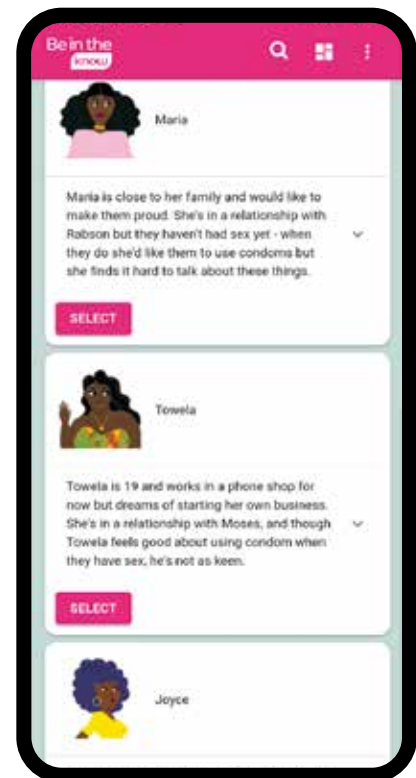 Be in the
know
Maria
Maria is close to her family and would like to
make them proud. She's in a relationship with
Rabson but they haven't had sex yet - when
they do she'd like them to use condoms but
she finds it hard to talk about these things.
SELECT
Towela
Towela is 19 and works in a phone shop for
now but dreams of starting her own business.
She's in a relationship with Moses, and though
Towela feels good about using condom when
they have sex, he's not as keen.
SELECT
Joyce